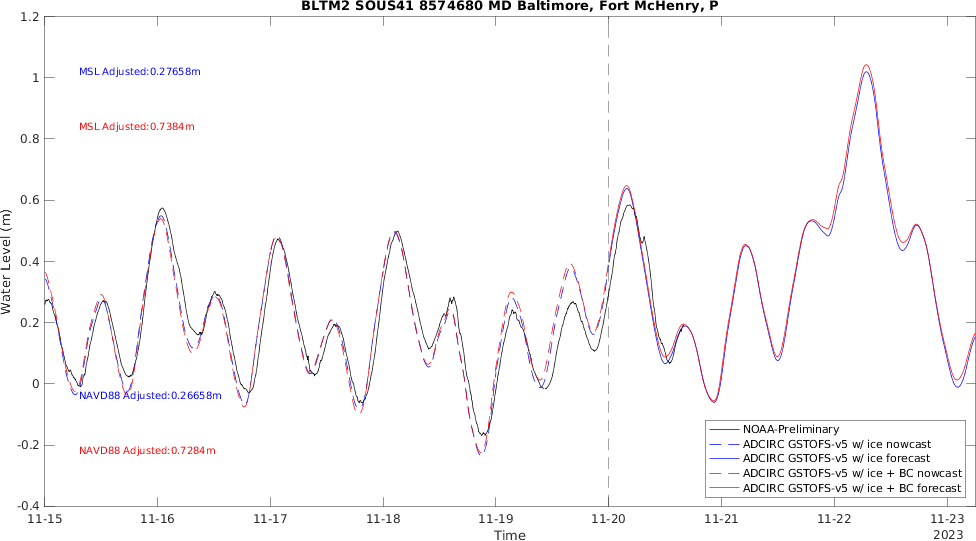 BLTM2 SOUS41 8574680 MD Baltimore, Fort McHenry, P
1.2
1
0.8
0.6
0.4
0.2
0
-0.2
-0.4
Water Level (m)
MSL Adjusted:0.27658m
MSL Adjusted:0.7384m
NAVD88 Adjusted:0.26658m
NAVD88 Adjusted:0.7284m
NOAA-Preliminary
ADCIRC GSTOFS-v5 w/ ice nowcast
ADCIRC GSTOFS-v5 w/ ice forecast
ADCIRC GSTOFS-v5 w/ ice + BC nowcast
ADCIRC GSTOFS-v5 w/ ice + BC forecast
11-15 11-16 11-17 11-18 11-19 11-20 11-21 11-22 11-23
Time
2023